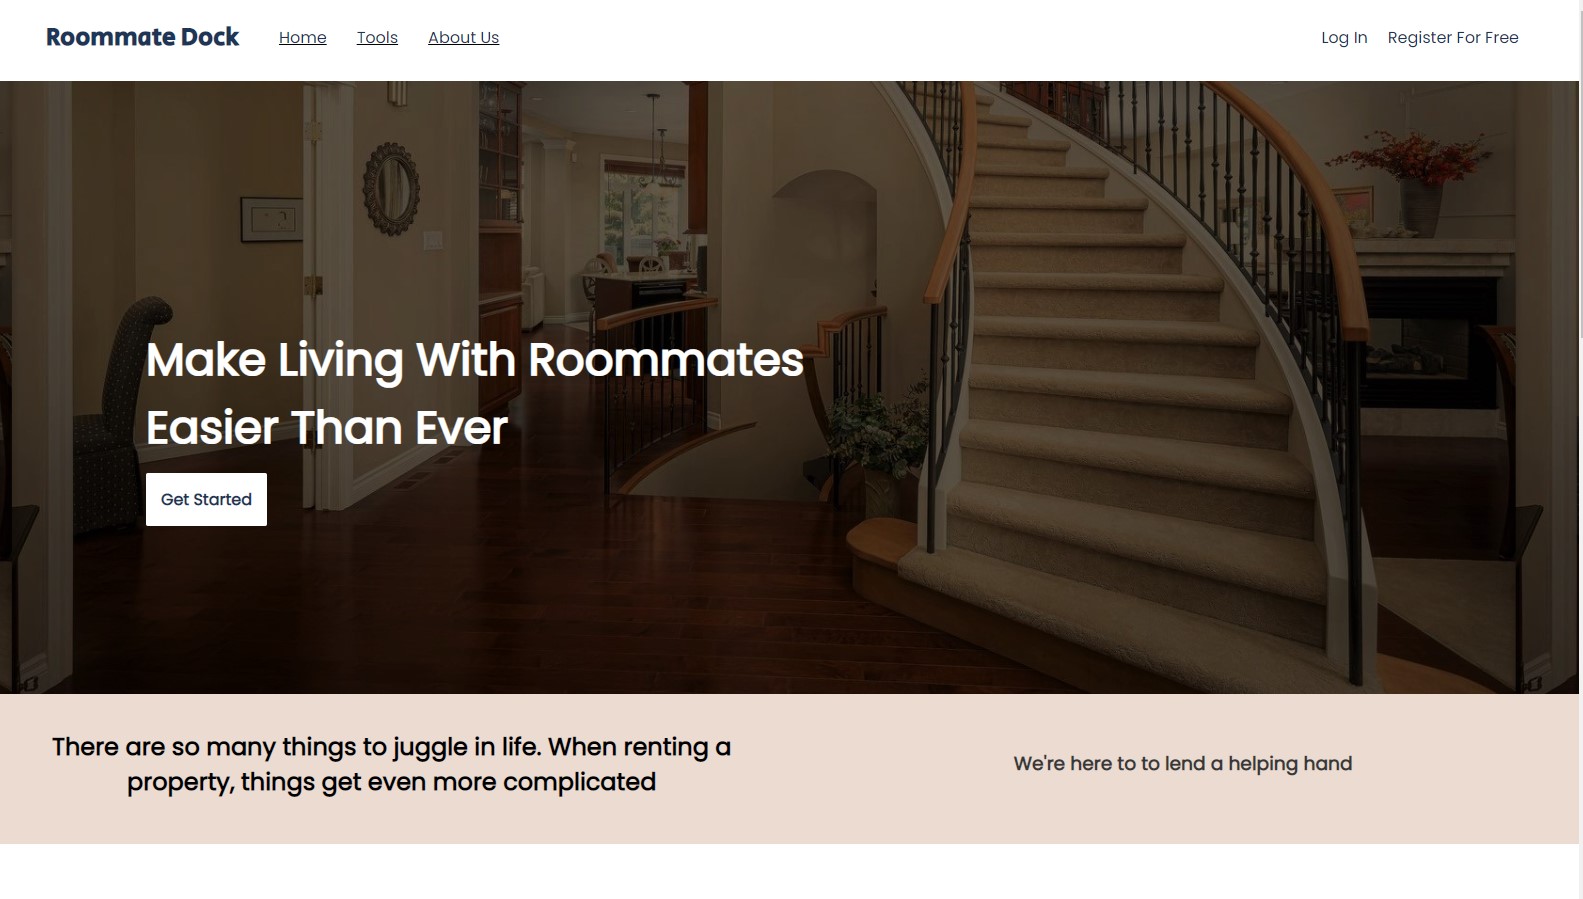 Roommate Dock Home Tools About Us Log In Register For Free
Make Living With Roommates
Easier Than Ever
Get Started
There are so many things to juggle in life. When renting a
property, things get even more complicated
We're here to to lend a helping hand